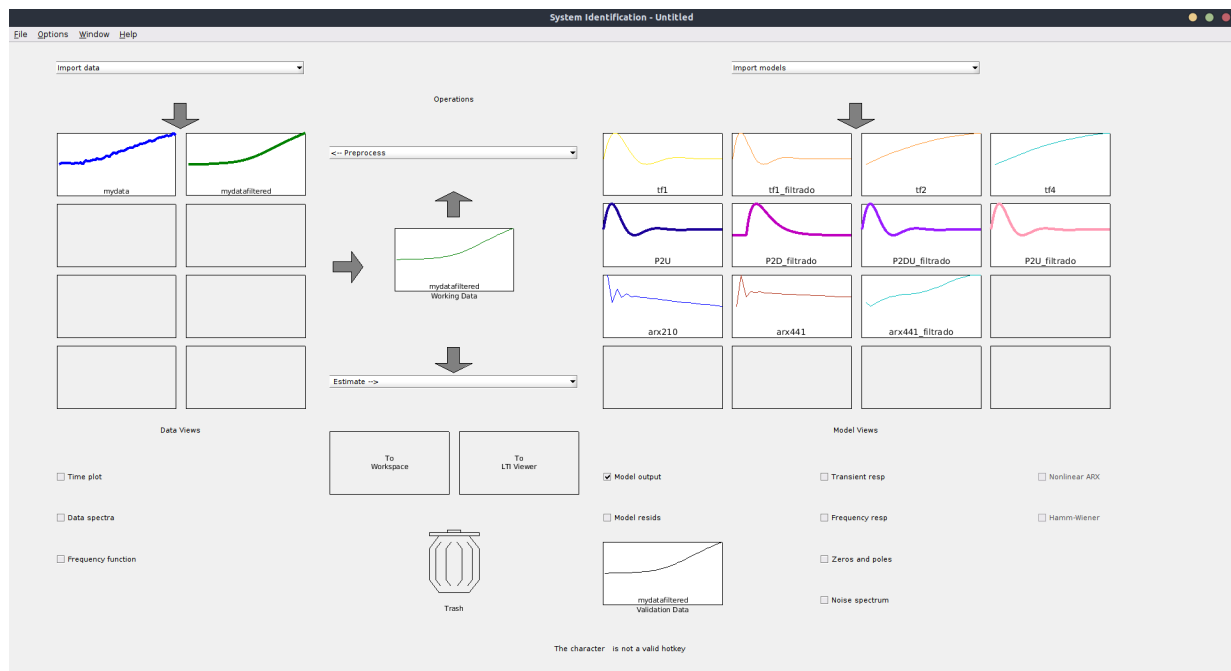 System Identification - Untitled
File Options Window Help
Import data
Import models
Operations
<-- Preprocess
mydata
mydatafiltered
tf1
tf1_filtrado
tf2
tf4
mydatafiltered
Working Data
P2U
P2D_filtrado
P2DU_filtrado
P2U_filtrado
arx210
arx441
arx441_filtrado
Estimate -->
Data Views
Model Views
To
Workspace
To
LTI Viewer
Time plot
Model output
Transient resp
Nonlinear ARX
Data spectra
Model resids
Frequency resp
Hamm-Wiener
Frequency function
Zeros and poles
Trash
mydatafiltered
Validation Data
Noise spectrum
The character is not a valid hotkey